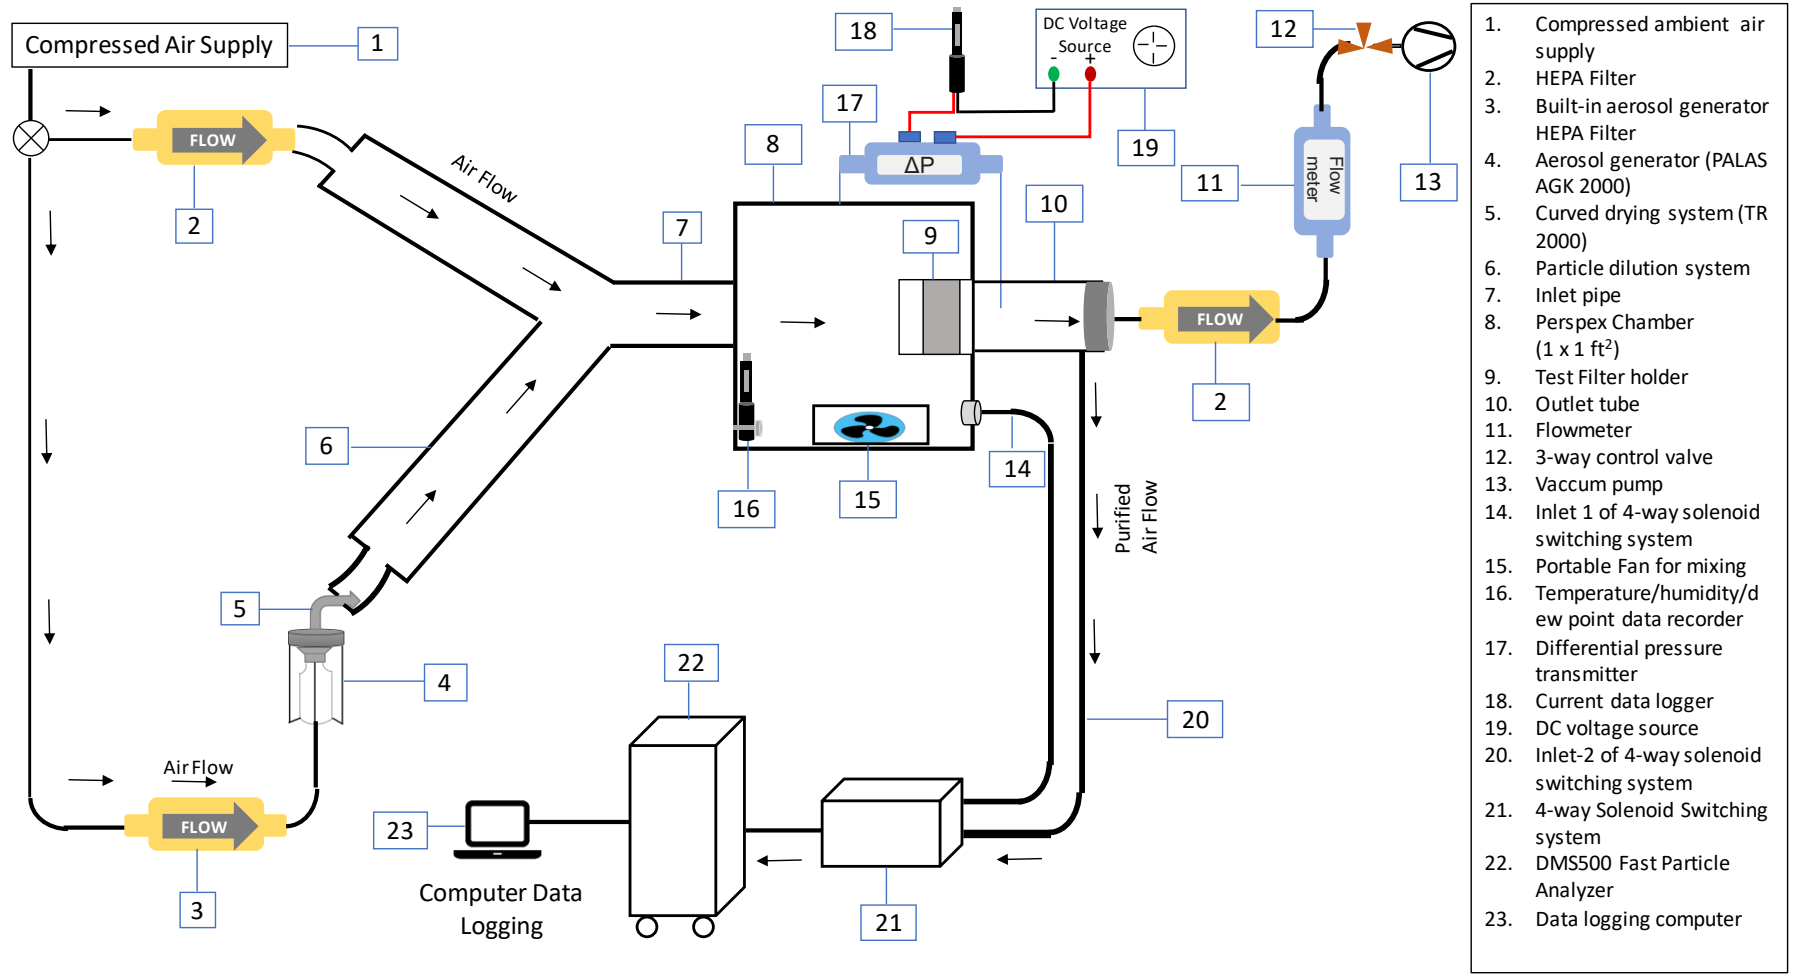 Compressed Air Supply
1
FLOW
2
Air Flow
18
DC Voltage
Source
-
+
17
ΔP
19
8
7
9
10
12
13
11
Flow
meter
FLOW
2
6
16
15
14
Purified
Air Flow
5
4
Air Flow
FLOW
3
22
20
23
Computer Data
Logging
21
1. Compressed ambient air
supply
2. HEPA Filter
3. Built-in aerosol generator
HEPA Filter
4. Aerosol generator (PALAS
AGK 2000)
5. Curved drying system (TR
2000)
6. Particle dilution system
7. Inlet pipe
8. Perspex Chamber
(1 x 1 ft²)
9. Test Filter holder
10. Outlet tube
11. Flowmeter
12. 3-way control valve
13. Vaccum pump
14. Inlet 1 of 4-way solenoid
switching system
15. Portable Fan for mixing
16. Temperature/humidity/d
ew point data recorder
17. Differential pressure
transmitter
18. Current data logger
19. DC voltage source
20. Inlet-2 of 4-way solenoid
switching system
21. 4-way Solenoid Switching
system
22. DMS500 Fast Particle
Analyzer
23. Data logging computer